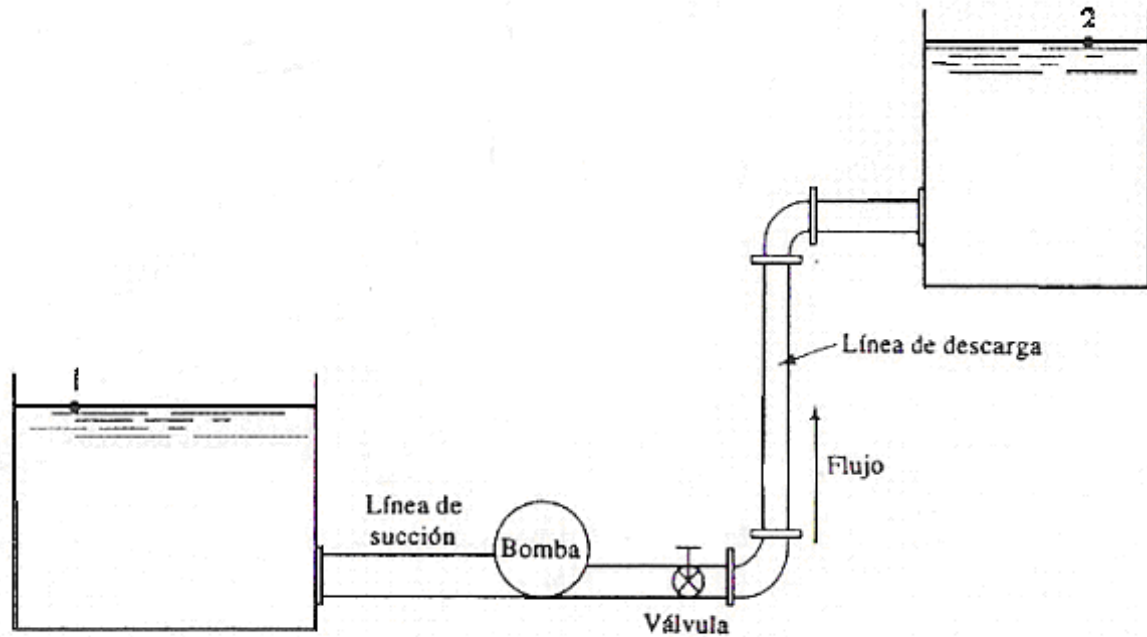 2
Línea de descarga
1
Flujo
Línea de
succión
Bomba
Válvula